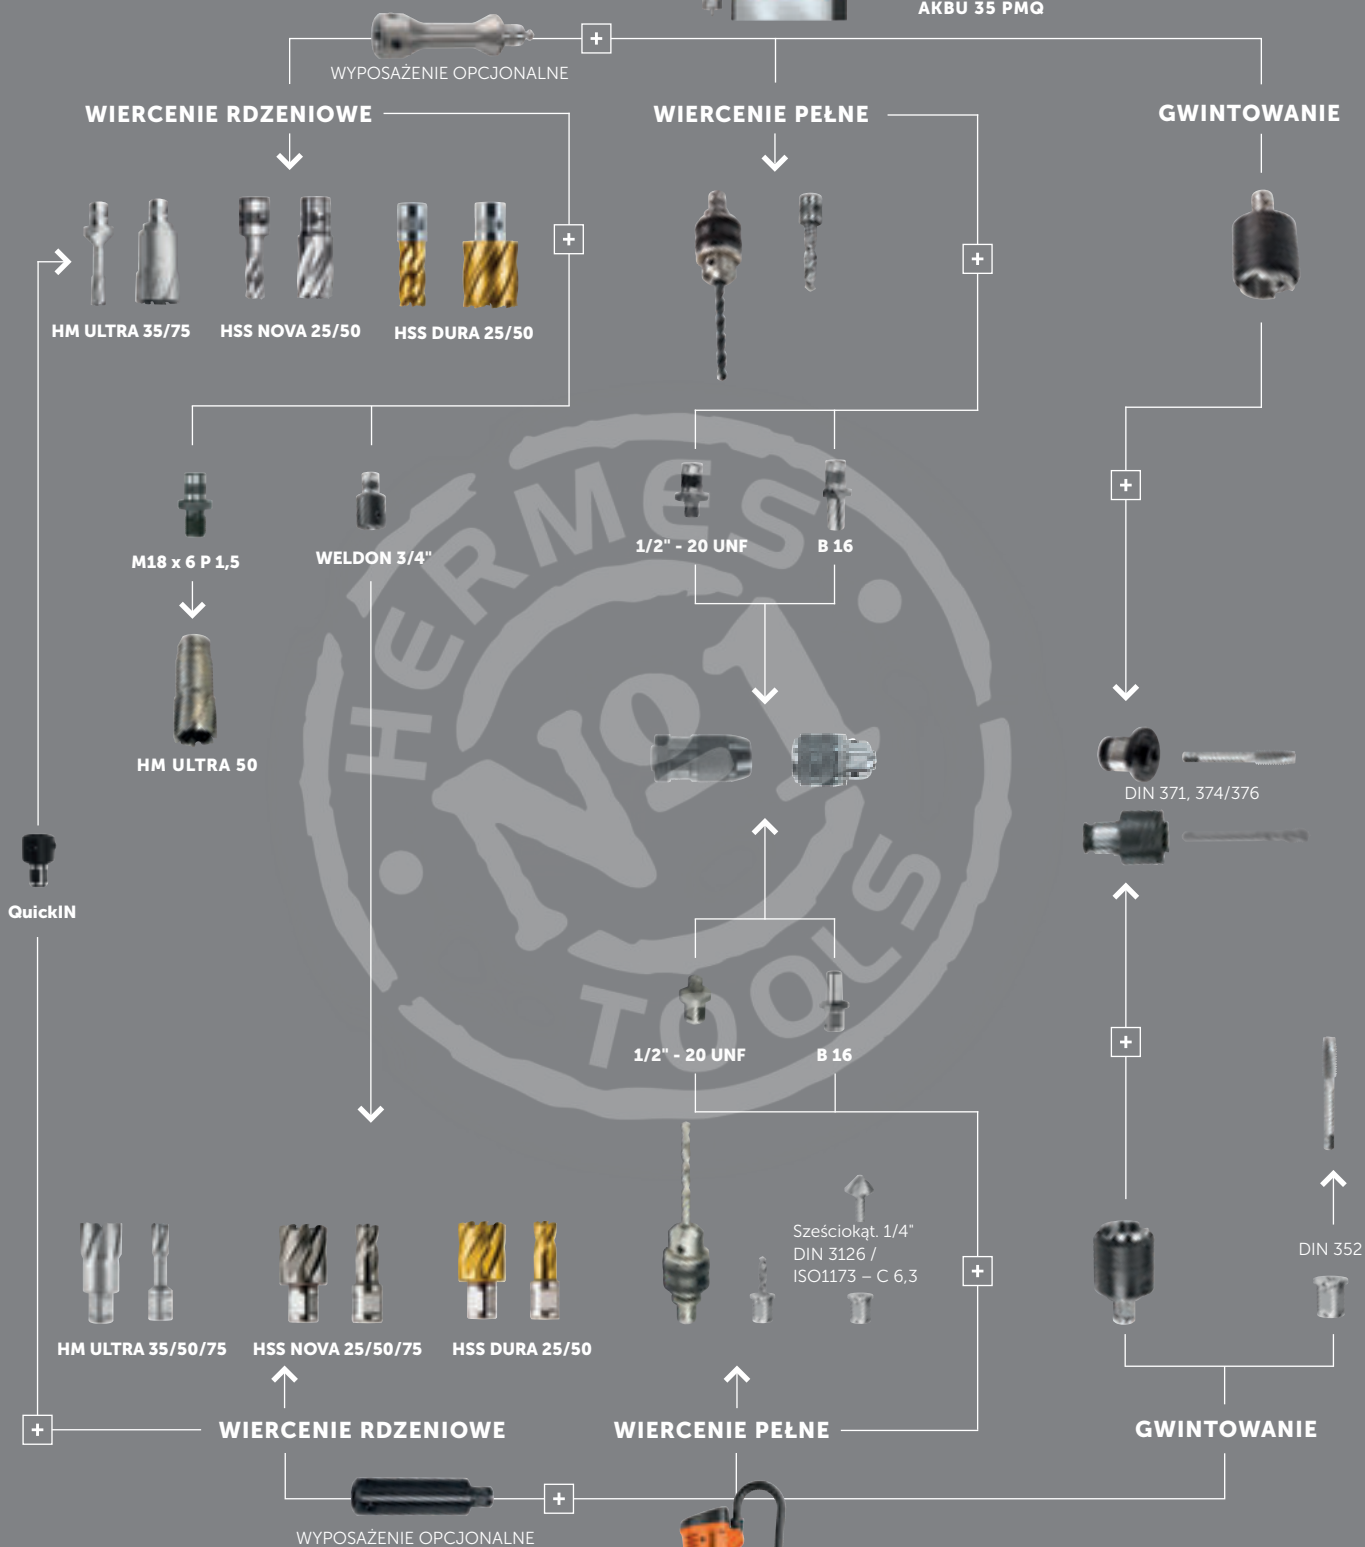 AKBU 35 PMQ
WYPOSAŻENIE OPCJONALNE
WIERCENIE RDZENIOWE
WIERCENIE PEŁNE
GWINTOWANIE
HM ULTRA 35/75
HSS NOVA 25/50
HSS DURA 25/50
M18 x 6 P 1,5
WELDON 3/4"
1/2" - 20 UNF
B 16
HERMES
No1
TOOLS
HM ULTRA 50
DIN 371, 374/376
QuickIN
1/2" - 20 UNF
B 16
Sześciokąt. 1/4"
DIN 3126 /
ISO1173 – C 6,3
DIN 352
HM ULTRA 35/50/75
HSS NOVA 25/50/75
HSS DURA 25/50
WIERCENIE RDZENIOWE
WIERCENIE PEŁNE
GWINTOWANIE
WYPOSAŻENIE OPCJONALNE